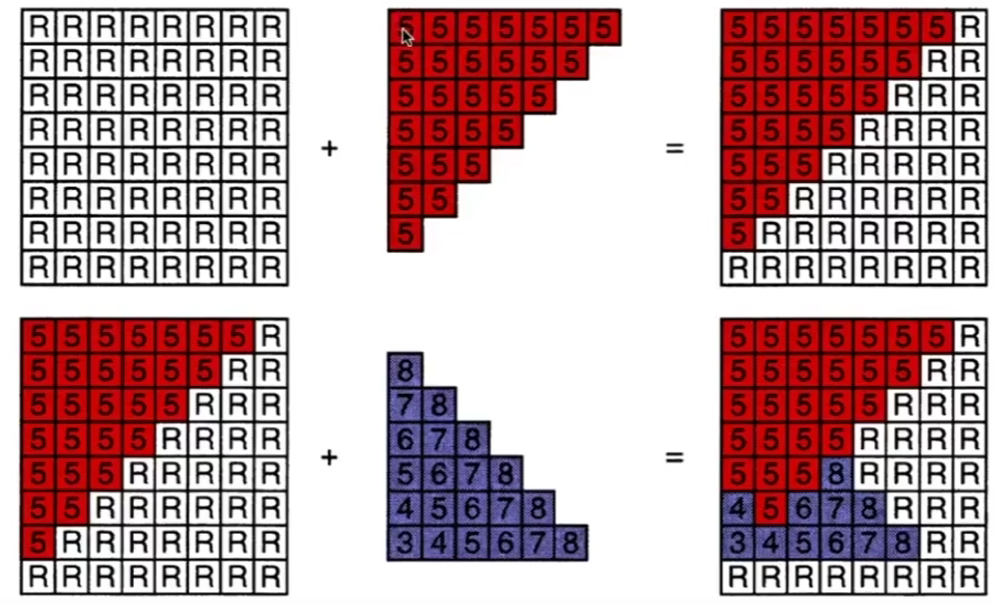 R R R R R R R R
R R R R R R R R
R R R R R R R R
R R R R R R R R
R R R R R R R R
R R R R R R R R
R R R R R R R R
R R R R R R R R
+
5 5 5 5 5 5 5
5 5 5 5 5 5
5 5 5 5 5
5 5 5 5
5 5 5
5 5
5
=
5 5 5 5 5 5 5 R
5 5 5 5 5 5 R R
5 5 5 5 5 R R R
5 5 5 5 R R R R
5 5 5 R R R R R
5 5 R R R R R R
5 R R R R R R R
R R R R R R R R
5 5 5 5 5 5 5 R
5 5 5 5 5 5 R R
5 5 5 5 5 R R R
5 5 5 5 R R R R
5 5 5 R R R R R
5 5 R R R R R R
5 R R R R R R R
R R R R R R R R
+
8
7 8
6 7 8
5 6 7 8
4 5 6 7 8
3 4 5 6 7 8
=
5 5 5 5 5 5 5 R
5 5 5 5 5 5 R R
5 5 5 5 5 R R R
5 5 5 5 R R R R
5 5 5 8 R R R R
4 5 6 7 8 R R R
3 4 5 6 7 8 R R
R R R R R R R R